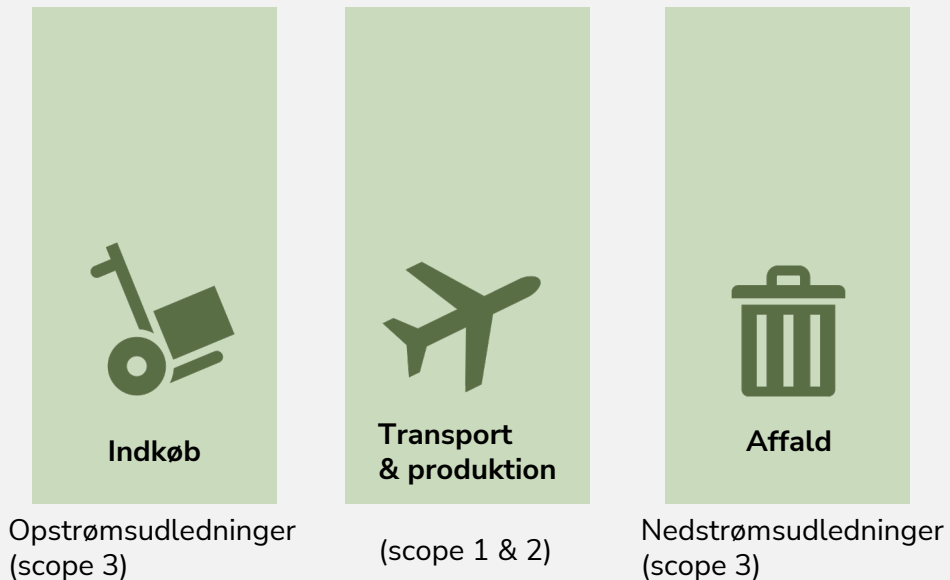 Indkøb
Transport
& produktion
Affald
Opstrømsudledninger
(scope 3)
(scope 1 & 2)
Nedstrømsudledninger
(scope 3)